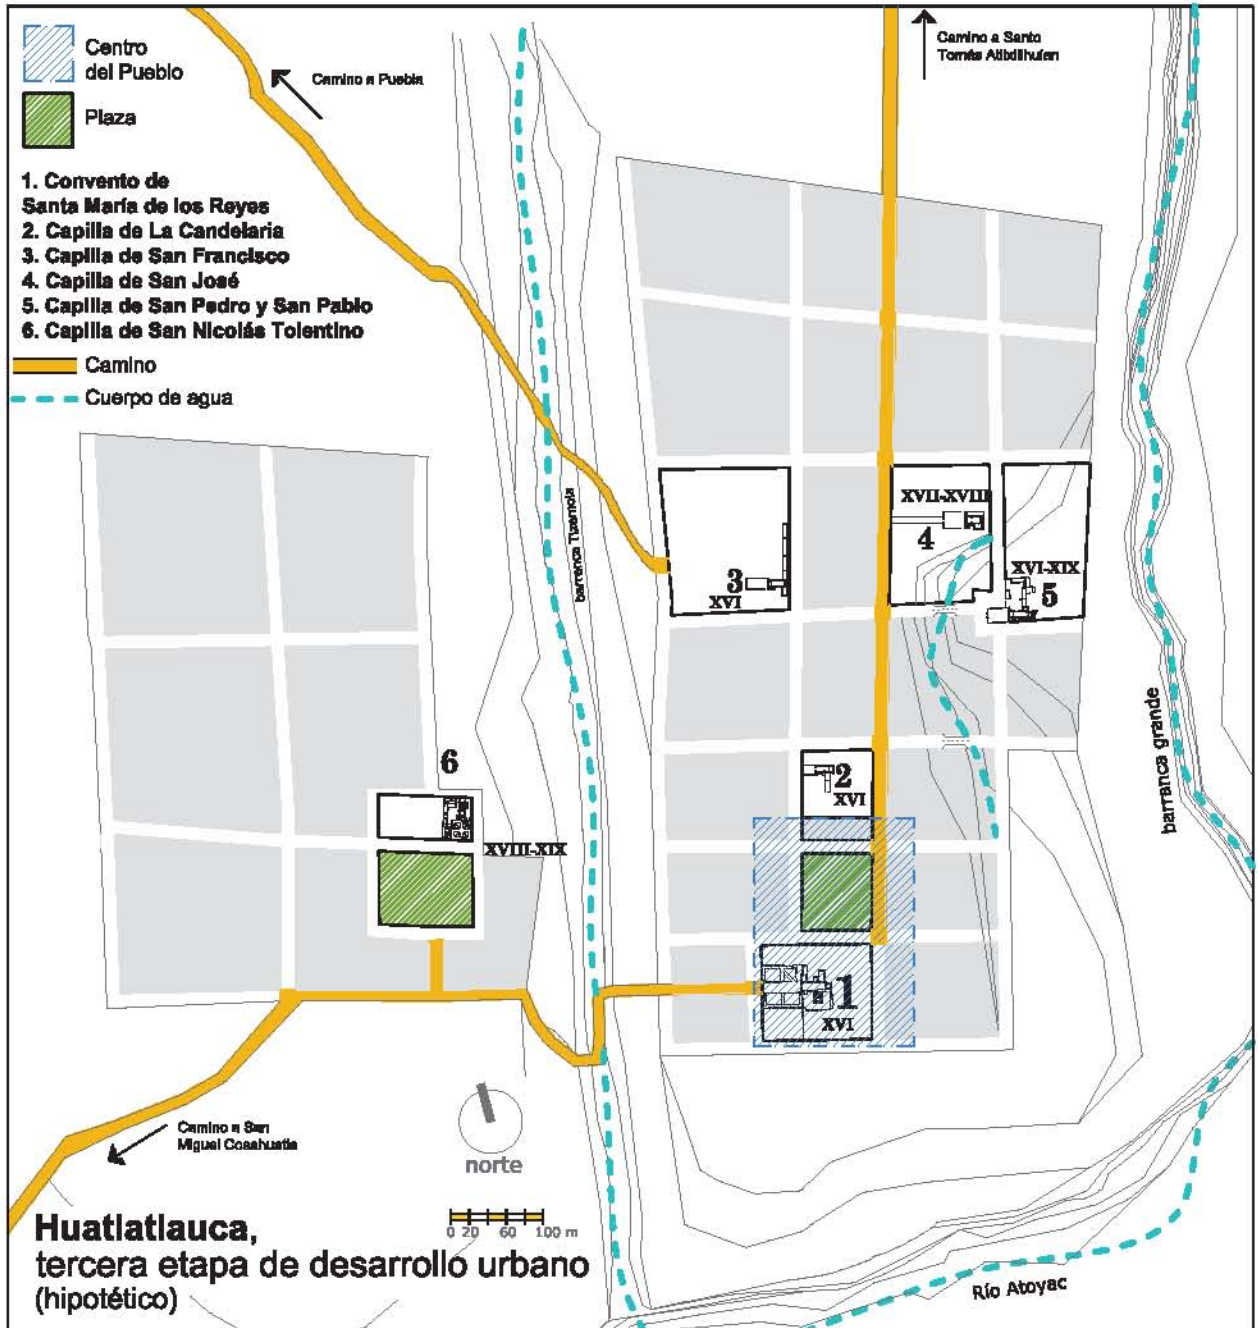 Centro
del Pueblo
Plaza
1. Convento de
Santa María de los Reyes
2. Capilla de La Candelaria
3. Capilla de San Francisco
4. Capilla de San José
5. Capilla de San Pedro y San Pablo
6. Capilla de San Nicolás Tolentino
Camino
Cuerpo de agua
Camino a Puebla
Camino a Santo
Tomás
barranca
XVII-XVIII
4
XVI-XIX
5
3
XVI
barranca grande
6
XVIII-XIX
2
XVI
1
XVI
Camino a San
Miguel
norte
0 20 60 100 m
Huatlatlauca,
tercera etapa de desarrollo urbano
(hipotético)
Río Atoyac